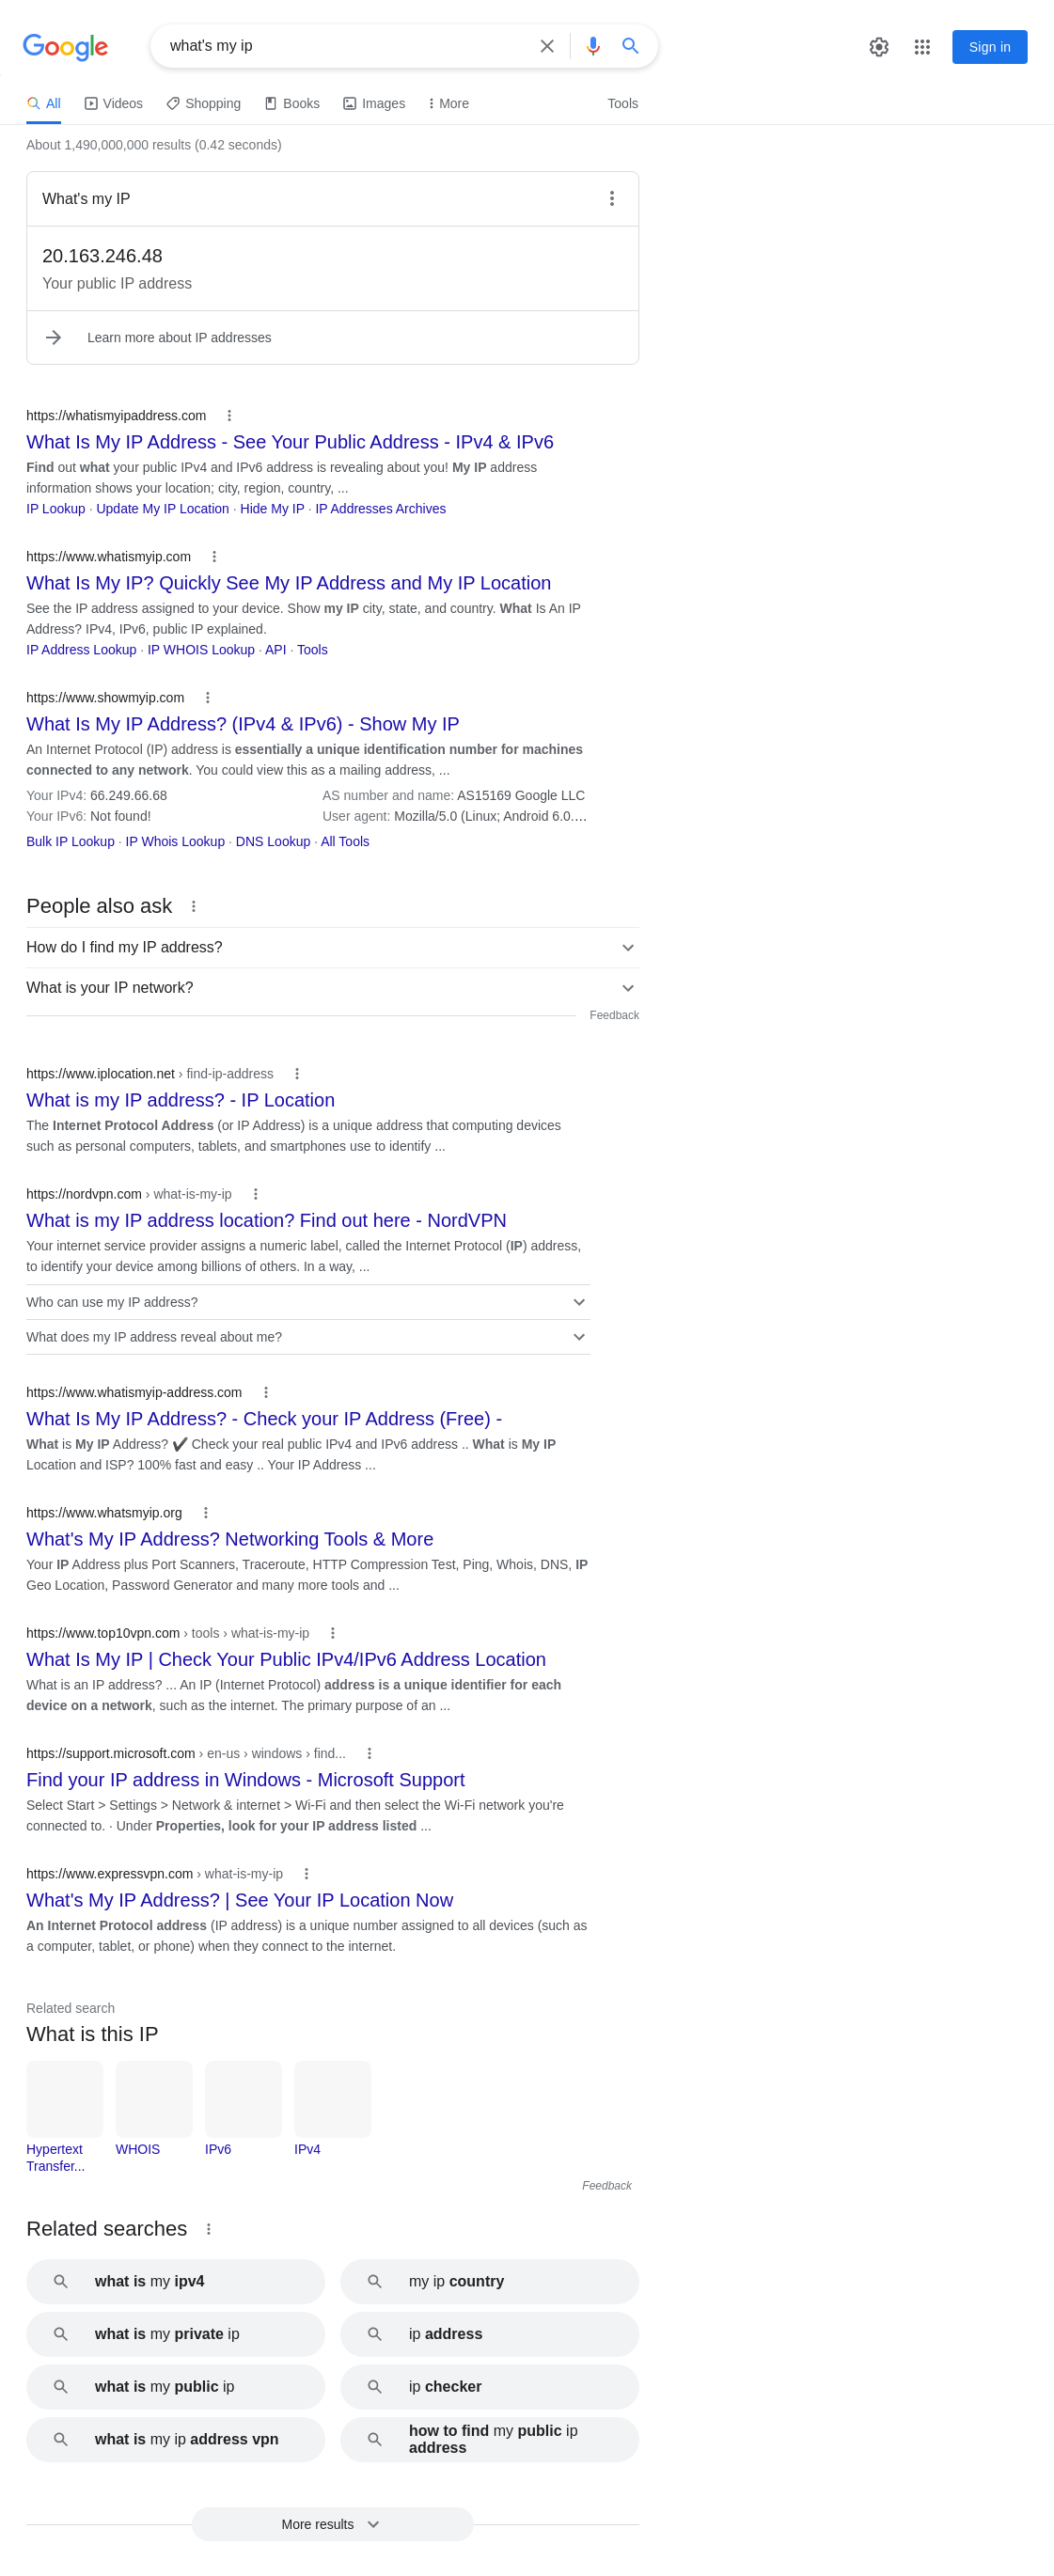 Google
what's my ip
Sign in
All
Videos
Shopping
Books
Images
More
Tools
About 1,490,000,000 results (0.42 seconds)
What's my IP
20.163.246.48
Your public IP address
Learn more about IP addresses
https://whatismyipaddress.com
What Is My IP Address - See Your Public Address - IPv4 & IPv6
Find out what your public IPv4 and IPv6 address is revealing about you! My IP address
information shows your location; city, region, country, ...
IP Lookup · Update My IP Location · Hide My IP · IP Addresses Archives
https://www.whatismyip.com
What Is My IP? Quickly See My IP Address and My IP Location
See the IP address assigned to your device. Show my IP city, state, and country. What Is An IP
Address? IPv4, IPv6, public IP explained.
IP Address Lookup · IP WHOIS Lookup · API · Tools
https://www.showmyip.com
What Is My IP Address? (IPv4 & IPv6) - Show My IP
An Internet Protocol (IP) address is essentially a unique identification number for machines
connected to any network. You could view this as a mailing address, ...
Your IPv4: 66.249.66.68
AS number and name: AS15169 Google LLC
Your IPv6: Not found!
User agent: Mozilla/5.0 (Linux; Android 6.0....
Bulk IP Lookup · IP Whois Lookup · DNS Lookup · All Tools
People also ask
How do I find my IP address?
What is your IP network?
Feedback
https://www.iplocation.net › find-ip-address
What is my IP address? - IP Location
The Internet Protocol Address (or IP Address) is a unique address that computing devices
such as personal computers, tablets, and smartphones use to identify ...
https://nordvpn.com › what-is-my-ip
What is my IP address location? Find out here - NordVPN
Your internet service provider assigns a numeric label, called the Internet Protocol (IP) address,
to identify your device among billions of others. In a way, ...
Who can use my IP address?
What does my IP address reveal about me?
https://www.whatismyip-address.com
What Is My IP Address? - Check your IP Address (Free) -
What is My IP Address? ✔️ Check your real public IPv4 and IPv6 address .. What is My IP
Location and ISP? 100% fast and easy .. Your IP Address ...
https://www.whatsmyip.org
What's My IP Address? Networking Tools & More
Your IP Address plus Port Scanners, Traceroute, HTTP Compression Test, Ping, Whois, DNS, IP
Geo Location, Password Generator and many more tools and ...
https://www.top10vpn.com › tools › what-is-my-ip
What Is My IP | Check Your Public IPv4/IPv6 Address Location
What is an IP address? ... An IP (Internet Protocol) address is a unique identifier for each
device on a network, such as the internet. The primary purpose of an ...
https://support.microsoft.com › en-us › windows › find...
Find your IP address in Windows - Microsoft Support
Select Start > Settings > Network & internet > Wi-Fi and then select the Wi-Fi network you're
connected to. · Under Properties, look for your IP address listed ...
https://www.expressvpn.com › what-is-my-ip
What's My IP Address? | See Your IP Location Now
An Internet Protocol address (IP address) is a unique number assigned to all devices (such as
a computer, tablet, or phone) when they connect to the internet.
Related search
What is this IP
Hypertext
Transfer...
WHOIS
IPv6
IPv4
Feedback
Related searches
what is my ipv4
my ip country
what is my private ip
ip address
what is my public ip
ip checker
what is my ip address vpn
how to find my public ip
address
More results